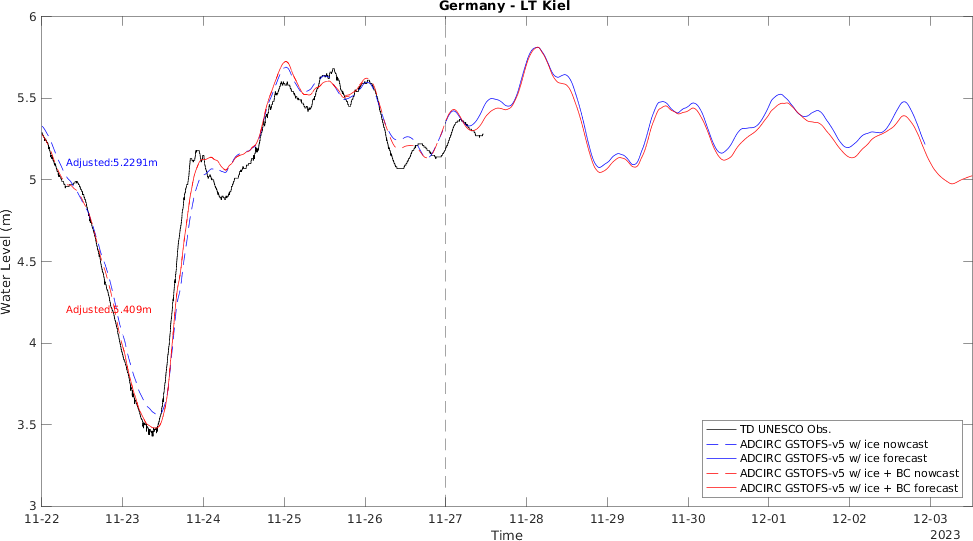 Germany - LT Kiel
6
5.5
5
4.5
4
3.5
3
Water Level (m)
Adjusted:5.2291m
Adjusted:5.409m
TD UNESCO Obs.
ADCIRC GSTOFS-v5 w/ ice nowcast
ADCIRC GSTOFS-v5 w/ ice forecast
ADCIRC GSTOFS-v5 w/ ice + BC nowcast
ADCIRC GSTOFS-v5 w/ ice + BC forecast
11-22 11-23 11-24 11-25 11-26 11-27 11-28 11-29 11-30 12-01 12-02 12-03
Time 2023